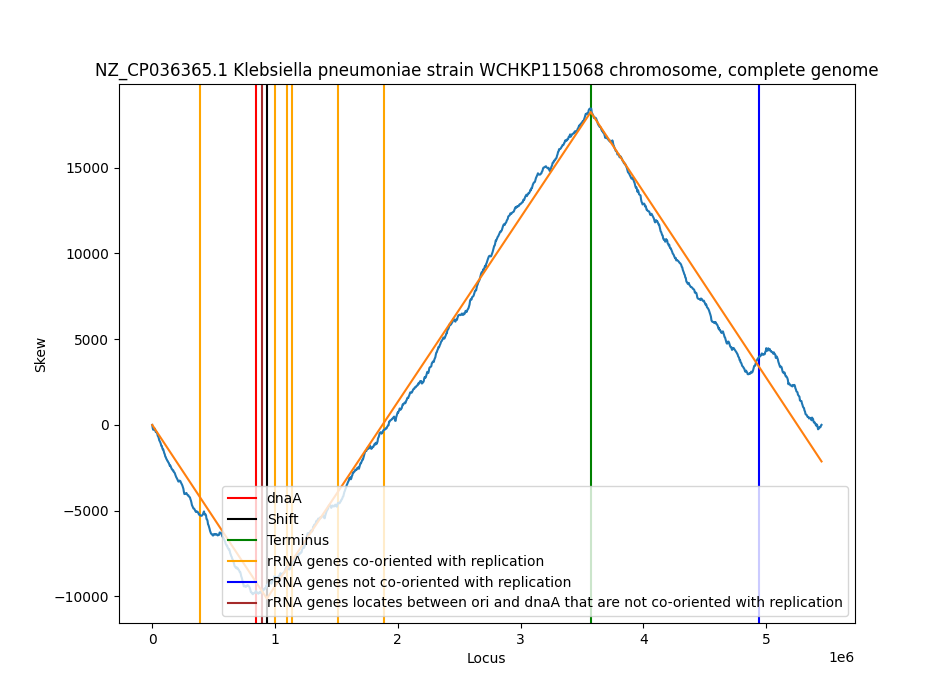 NZ_CP036365.1 Klebsiella pneumoniae strain WCHKP115068 chromosome, complete genome
15000
10000
5000
0
−5000
−10000
Skew
dnaA
Shift
Terminus
rRNA genes co-oriented with replication
rRNA genes not co-oriented with replication
rRNA genes locates between ori and dnaA that are not co-oriented with replication
0 1 2 3 4 5
Locus 1e6